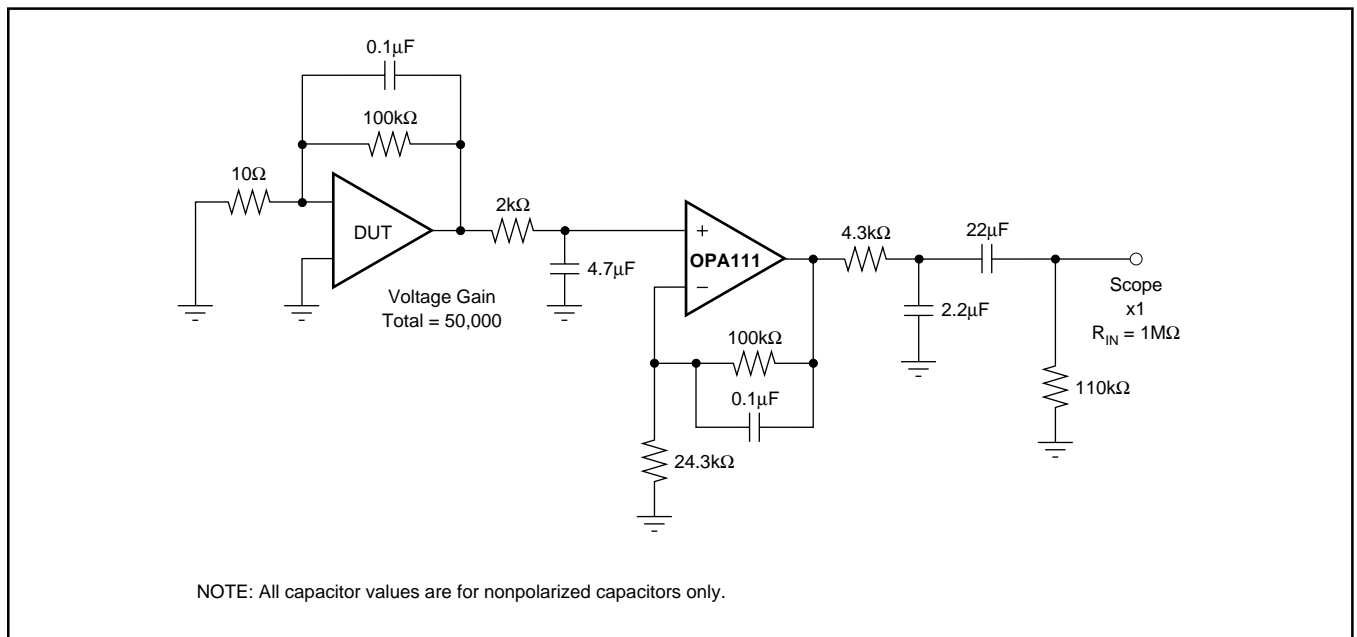 0.1µF
100kΩ
10Ω
DUT
Voltage Gain
Total = 50,000
2kΩ
4.7µF
+
OPA111
–
100kΩ
0.1µF
24.3kΩ
4.3kΩ
2.2µF
22µF
110kΩ
Scope
x1
R_IN = 1MΩ
NOTE: All capacitor values are for nonpolarized capacitors only.